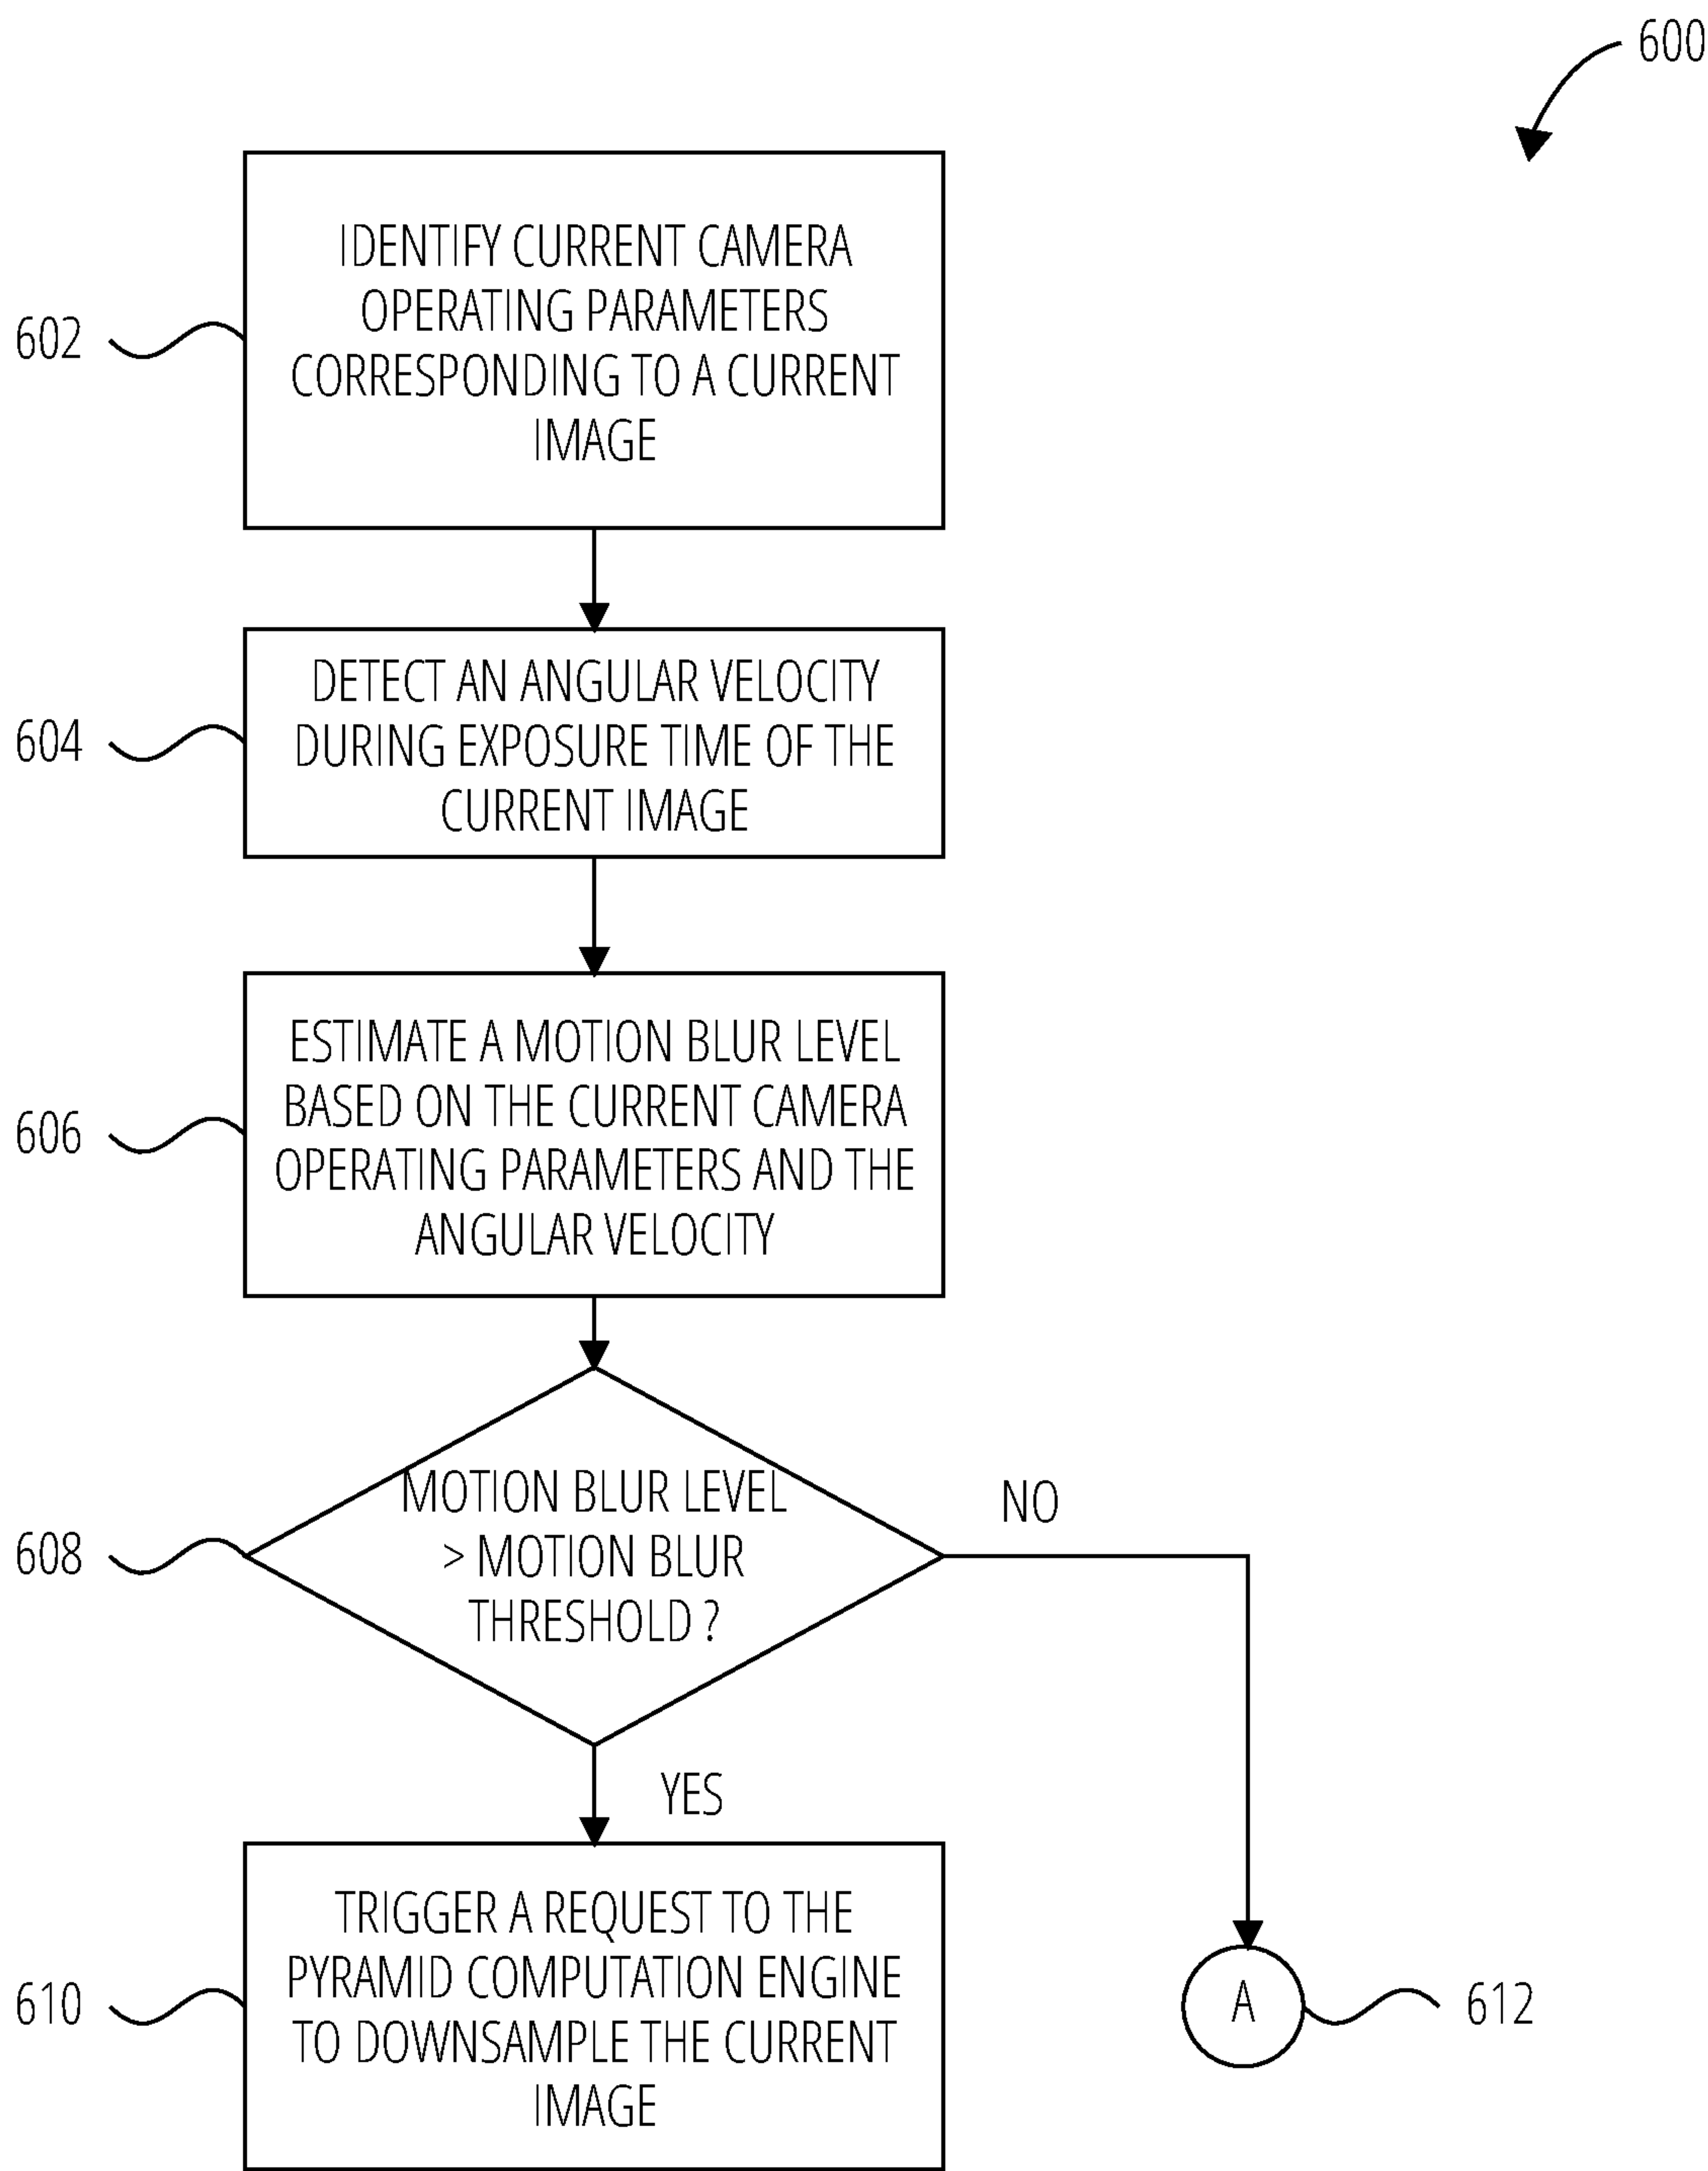 600
602
IDENTIFY CURRENT CAMERA
OPERATING PARAMETERS
CORRESPONDING TO A CURRENT
IMAGE
604
DETECT AN ANGULAR VELOCITY
DURING EXPOSURE TIME OF THE
CURRENT IMAGE
606
ESTIMATE A MOTION BLUR LEVEL
BASED ON THE CURRENT CAMERA
OPERATING PARAMETERS AND THE
ANGULAR VELOCITY
608
MOTION BLUR LEVEL
> MOTION BLUR
THRESHOLD ?
NO
YES
610
TRIGGER A REQUEST TO THE
PYRAMID COMPUTATION ENGINE
TO DOWNSAMPLE THE CURRENT
IMAGE
A
612